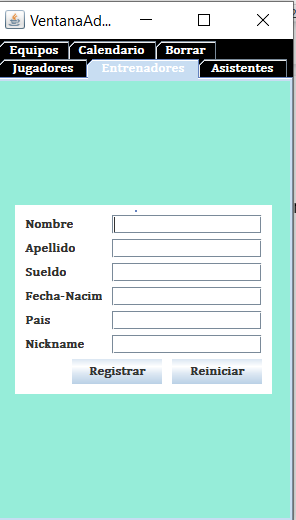 VentanaAd...
Equipos Calendario Borrar
Jugadores Entrenadores Asistentes
Nombre
Apellido
Sueldo
Fecha-Nacim
Pais
Nickname
Registrar Reiniciar